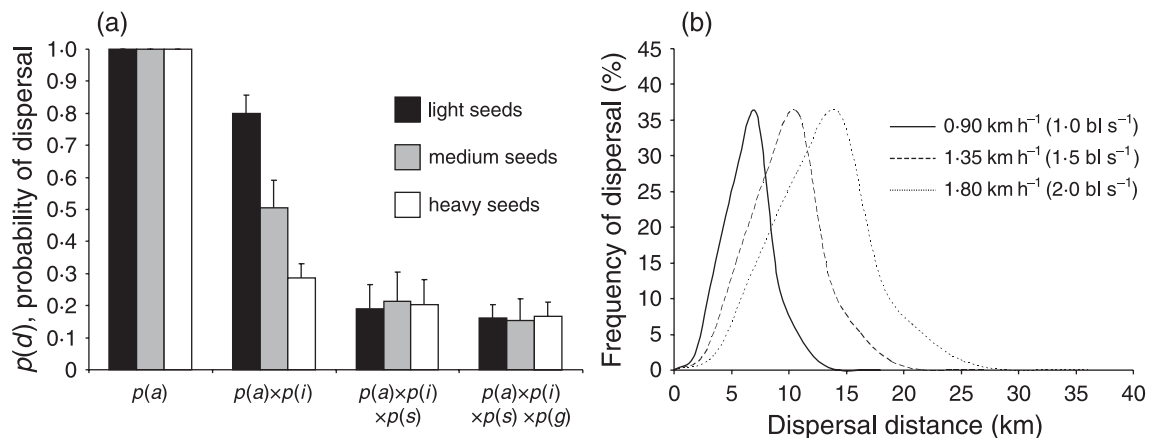 (a)
p(d), probability of dispersal
1·0
0·9
0·8
0·7
0·6
0·5
0·4
0·3
0·2
0·1
0
light seeds
medium seeds
heavy seeds
p(a)
p(a)×p(i)
p(a)×p(i)
×p(s)
p(a)×p(i)
×p(s) ×p(g)
(b)
Frequency of dispersal (%)
45
40
35
30
25
20
15
10
5
0
0·90 km h⁻¹ (1·0 bl s⁻¹)
1·35 km h⁻¹ (1·5 bl s⁻¹)
1·80 km h⁻¹ (2·0 bl s⁻¹)
0 5 10 15 20 25 30 35 40
Dispersal distance (km)